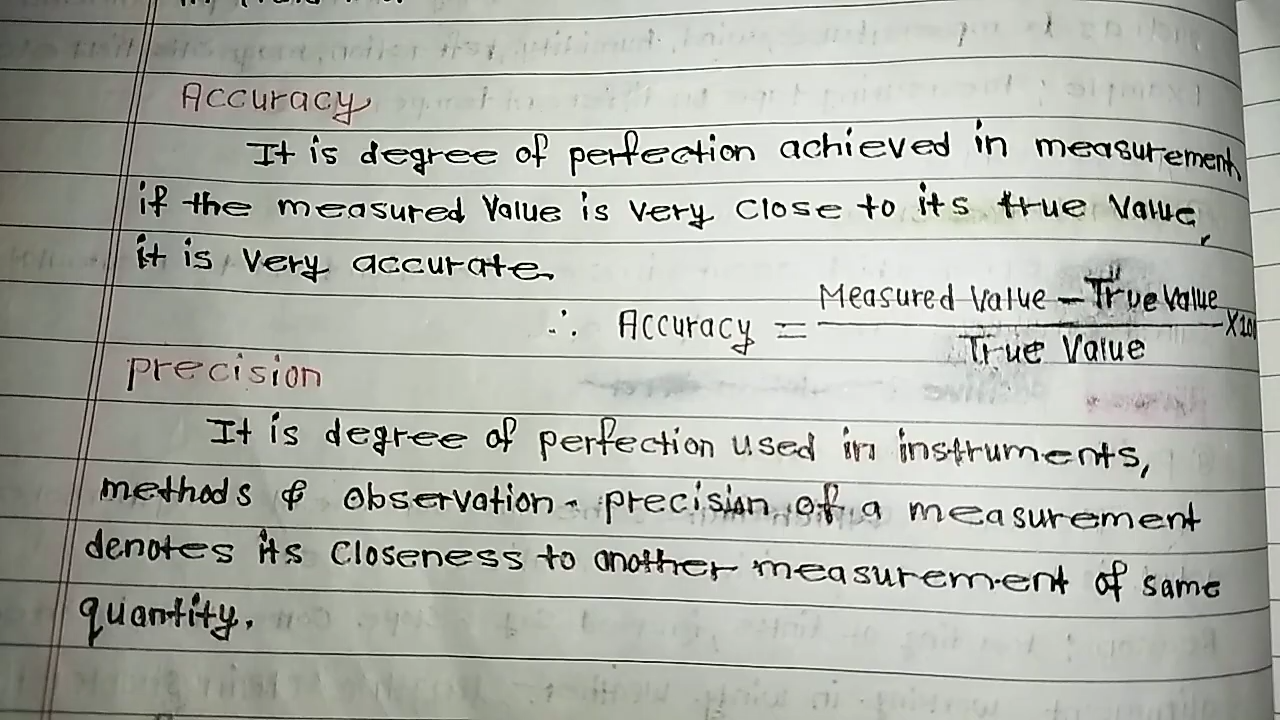 Accuracy
It is degree of perfection achieved in measurement
if the measured value is very close to its true value,
it is very accurate.
∴ Accuracy = Measured value - True value / True value × 100
precision
It is degree of perfection used in instruments,
methods & observation. precision of a measurement
denotes its closeness to another measurement of same
quantity.